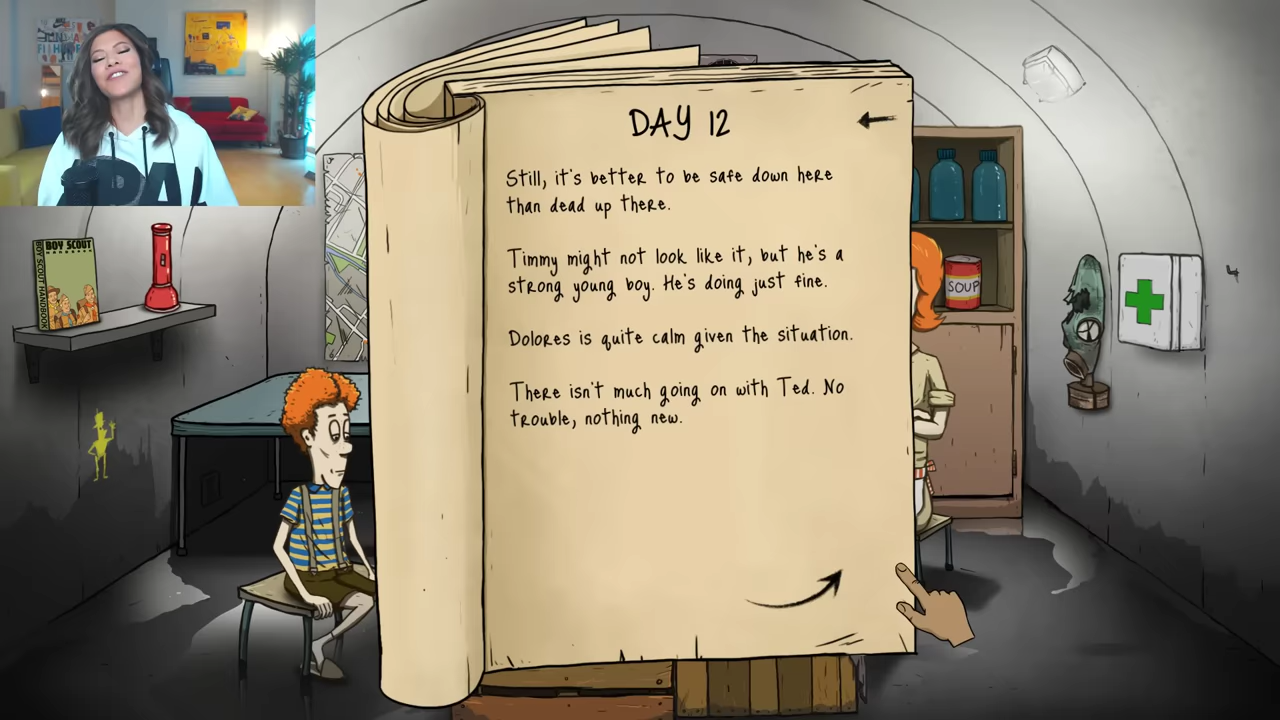 DAY 12
Still, it's better to be safe down here
than dead up there.
Timmy might not look like it, but he's a
strong young boy. He's doing just fine.
Dolores is quite calm given the situation.
There isn't much going on with Ted. No
trouble, nothing new.
BOY SCOUT
BOY SCOUT HANDBOOK
SOUP